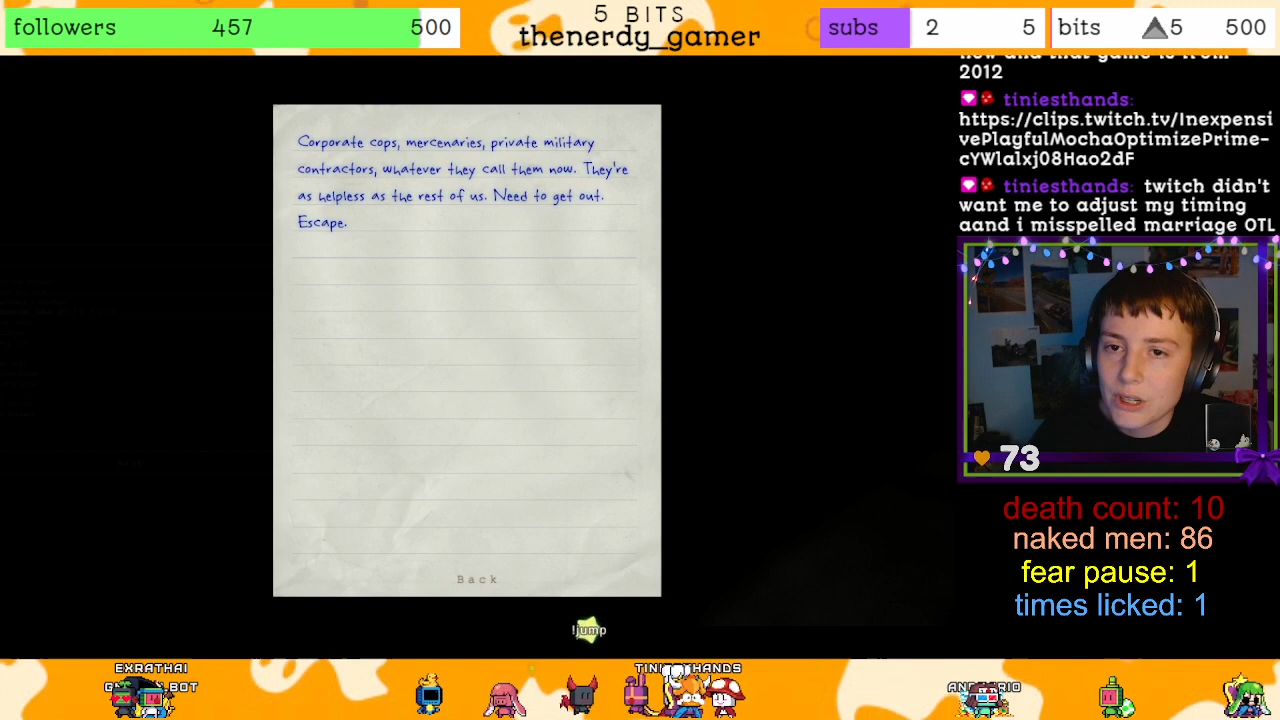 followers 457 500
5 BITS
thenerdy_gamer
subs 2 5
bits 5 500
2012
tiniesthands:
https://clips.twitch.tv/Inexpensi
vePlayfulMochaOptimizePrime-
cYWlalxj08Hao2dF
tiniesthands: twitch didn't
want me to adjust my timing
aand i misspelled marriage OTL
Corporate cops, mercenaries, private military
contractors, whatever they call them now. They're
as helpless as the rest of us. Need to get out.
Escape.
Back
!jump
73
death count: 10
naked men: 86
fear pause: 1
times licked: 1
EXRATHAI